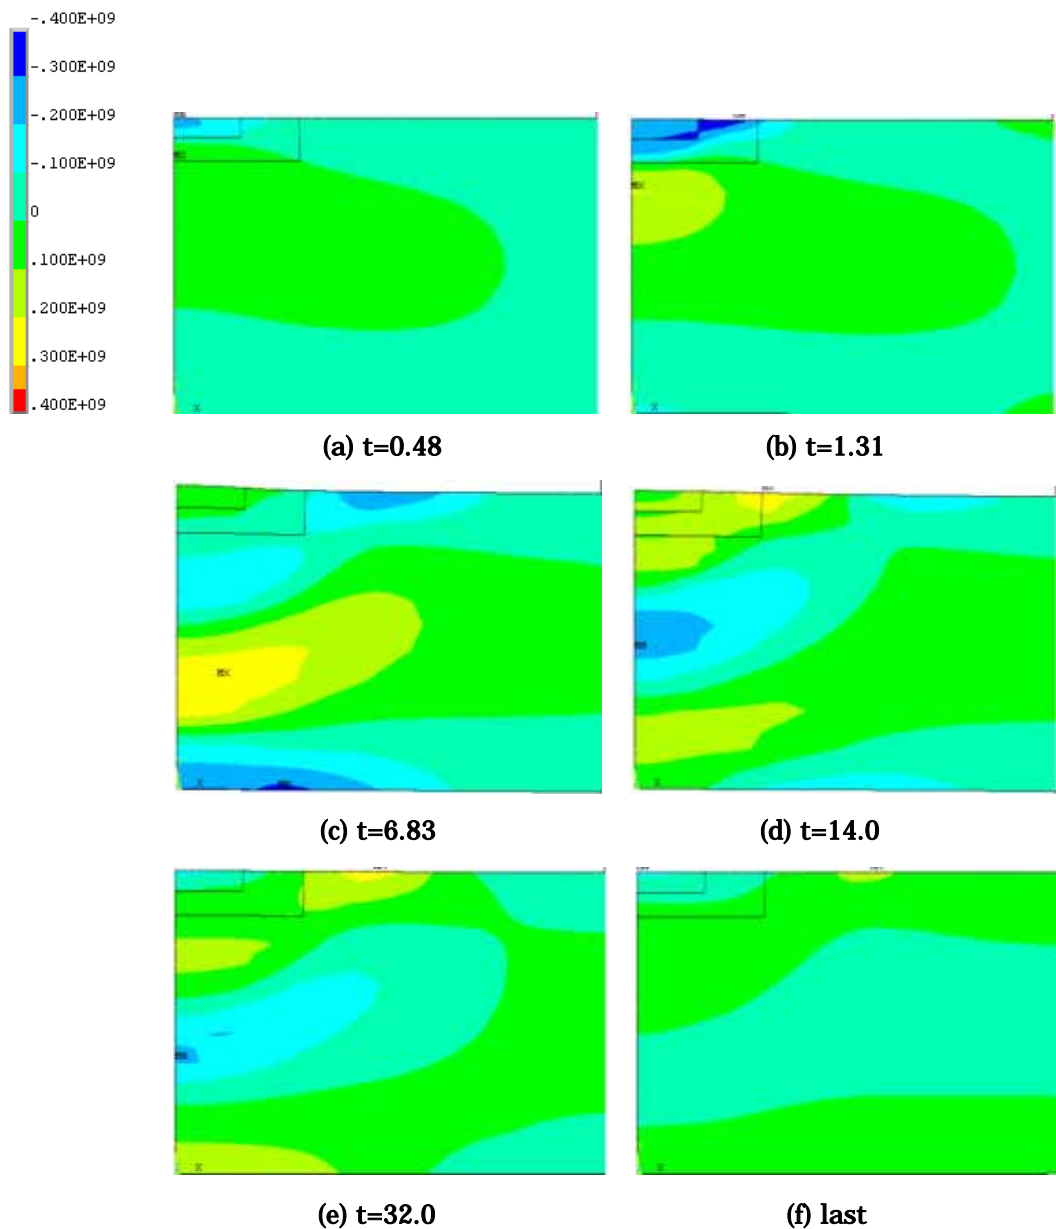 -.400E+09
-.300E+09
-.200E+09
-.100E+09
0
.100E+09
.200E+09
.300E+09
.400E+09
X
X
(a) t=0.48
(b) t=1.31
MX
X
X
(c) t=6.83
(d) t=14.0
X
X
(e) t=32.0
(f) last